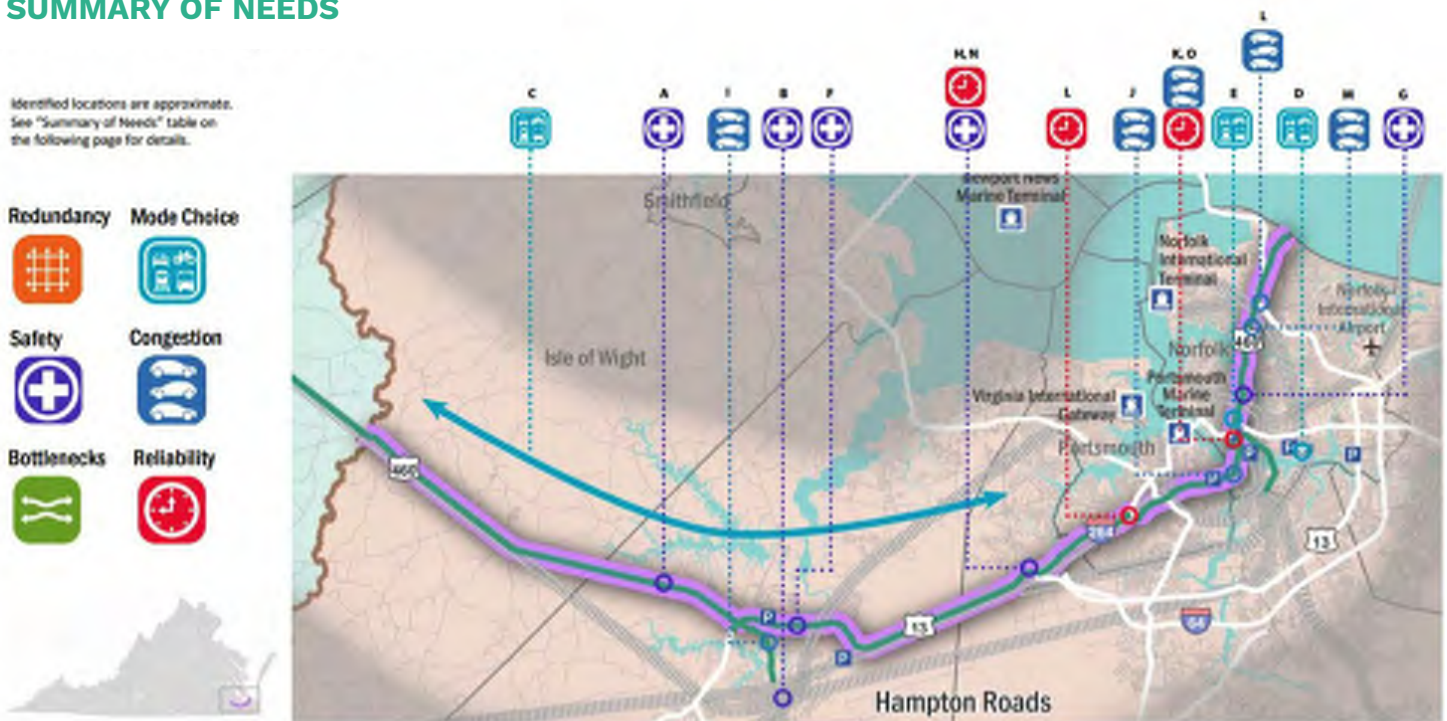 SUMMARY OF NEEDS
Identified locations are approximate.
See "Summary of Needs" table on
the following page for details.
Redundancy
Mode Choice
Safety
Congestion
Bottlenecks
Reliability
C
A
I
B
F
H, N
L
J
K, O
E
L
D
M
G
Smithfield
Newport News
Marine Terminal
Norfolk
International
Terminal
Norfolk
International
Airport
Isle of Wight
460
Norfolk
Virginia International
Gateway
Portsmouth
Marine
Terminal
Portsmouth
P
P
P
P
460
264
13
13
64
P
P
P
Hampton Roads